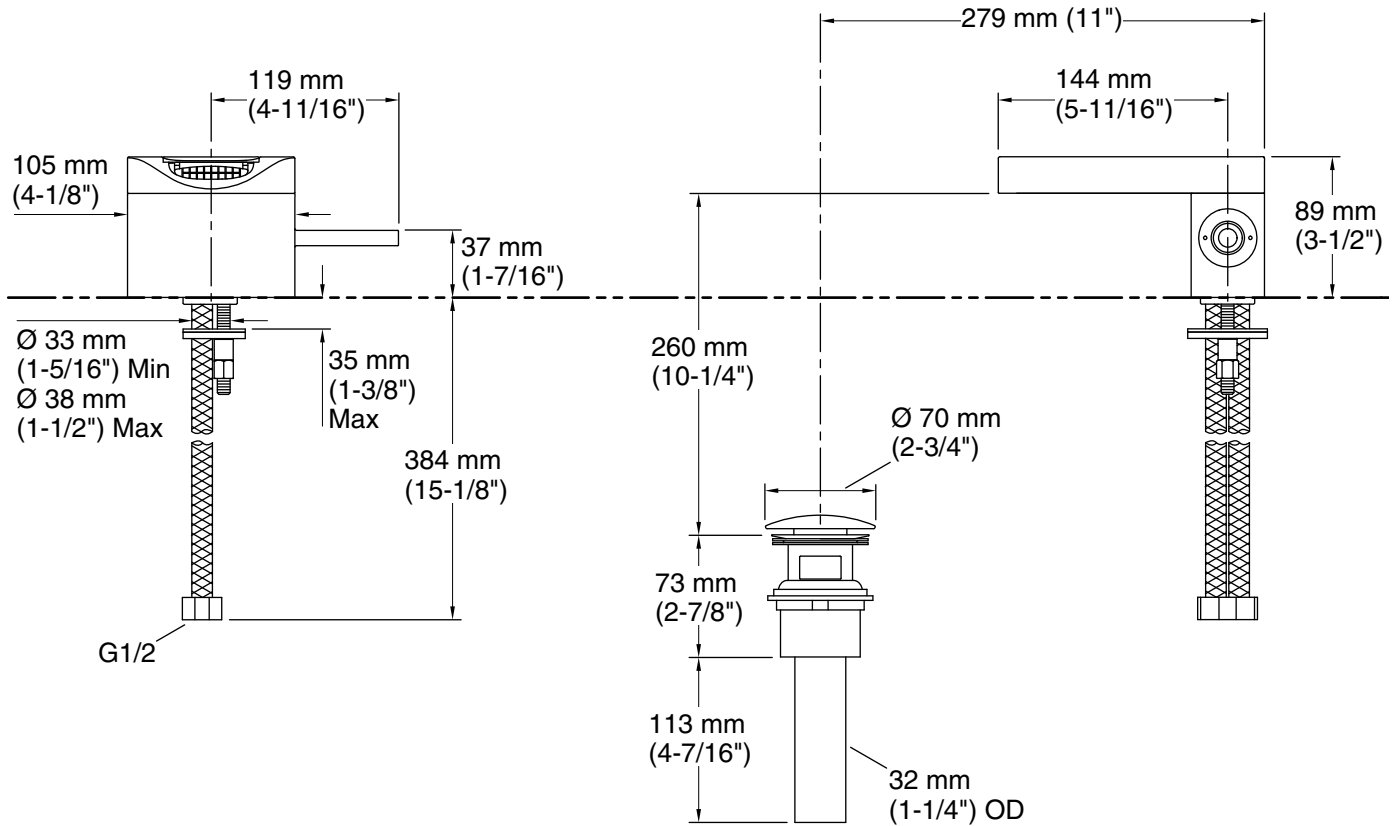 279 mm (11")
119 mm
(4-11/16")
144 mm
(5-11/16")
105 mm
(4-1/8")
37 mm
(1-7/16")
89 mm
(3-1/2")
Ø 33 mm
(1-5/16") Min
Ø 38 mm
(1-1/2") Max
35 mm
(1-3/8")
Max
260 mm
(10-1/4")
Ø 70 mm
(2-3/4")
384 mm
(15-1/8")
73 mm
(2-7/8")
G1/2
113 mm
(4-7/16")
32 mm
(1-1/4") OD